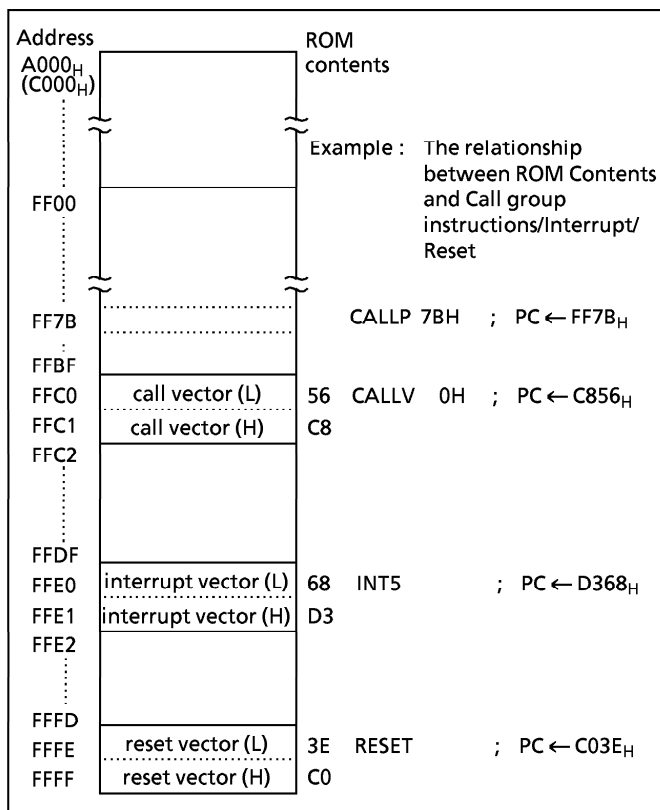 Address
ROM
contents
A000H
(C000H)
Example : The relationship
between ROM Contents
and Call group
instructions/Interrupt/
Reset
FF00
FF7B CALLP 7BH ; PC ← FF7BH
FFBF
FFC0 call vector (L) 56 CALLV 0H ; PC ← C856H
FFC1 call vector (H) C8
FFC2
FFDF
FFE0 interrupt vector (L) 68 INT5 ; PC ← D368H
FFE1 interrupt vector (H) D3
FFE2
FFFD
FFFE reset vector (L) 3E RESET ; PC ← C03EH
FFFF reset vector (H) C0